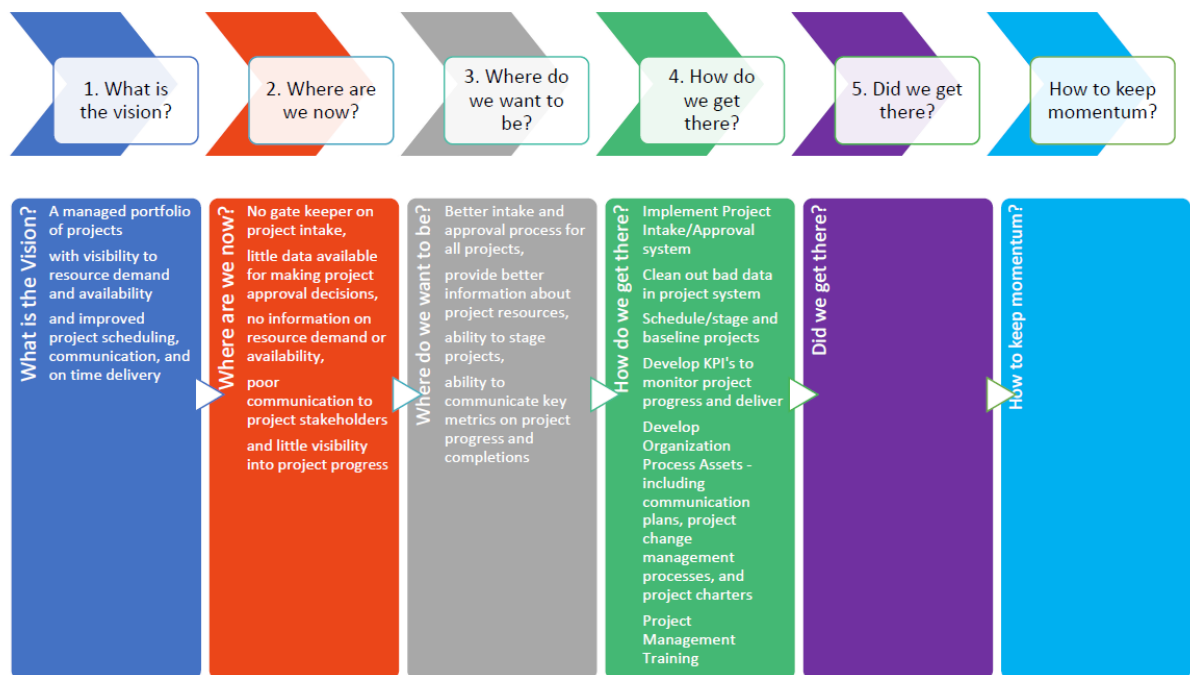 1. What is
the vision?
2. Where are
we now?
3. Where do
we want to
be?
4. How do
we get
there?
5. Did we get
there?
How to keep
momentum?
What is the Vision?
A managed portfolio
of projects
with visibility to
resource demand
and availability
and improved
project scheduling,
communication, and
on time delivery
Where are we now?
No gate keeper on
project intake,
little data available
for making project
approval decisions,
no information on
resource demand or
availability,
poor
communication to
project stakeholders
and little visibility
into project progress
Where do we want to be?
Better intake and
approval process for
all projects,
provide better
information about
project resources,
ability to stage
projects,
ability to
communicate key
metrics on project
progress and
completions
How do we get there?
Implement Project
Intake/Approval
system
Clean out bad data
in project system
Schedule/stage and
baseline projects
Develop KPI's to
monitor project
progress and deliver
Develop
Organization
Process Assets -
including
communication
plans, project
change
management
processes, and
project charters
Project
Management
Training
Did we get there?
How to keep momentum?